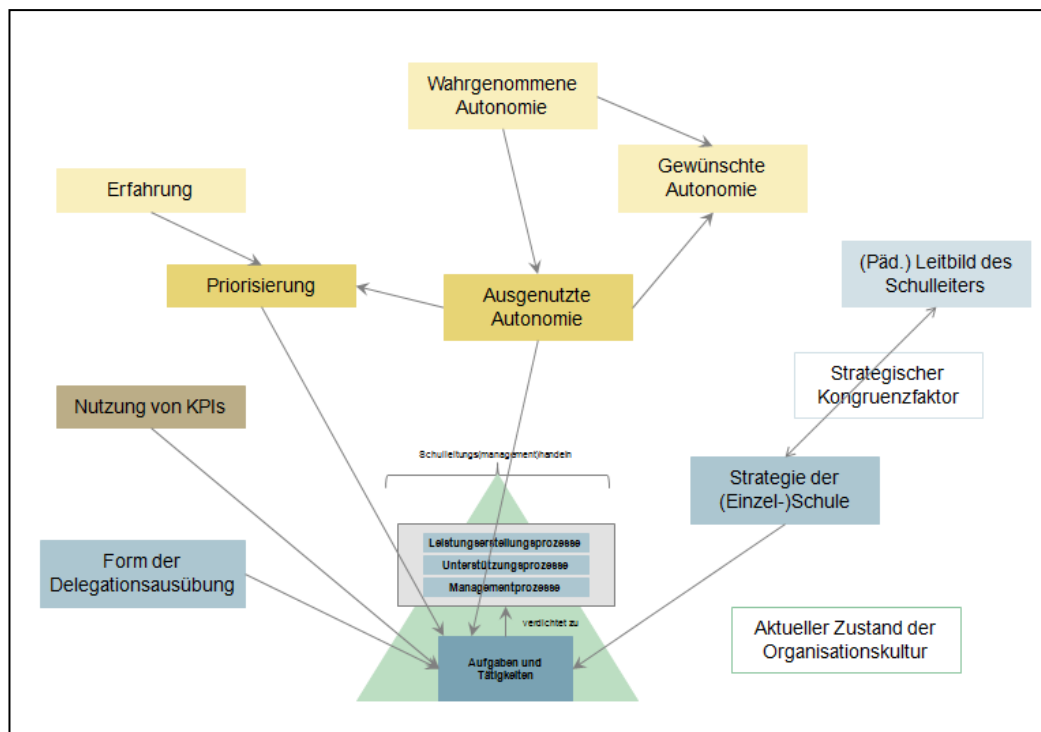 Wahrgenommene
Autonomie
Gewünschte
Autonomie
Erfahrung
(Päd.) Leitbild des
Schulleiters
Priorisierung
Ausgenutzte
Autonomie
Strategischer
Kongruenzfaktor
Nutzung von KPIs
Schulleitungs(management)handeln
Strategie der
(Einzel-)Schule
Leistungserstellungsprozesse
Unterstützungsprozesse
Managementprozesse
Form der
Delegationsausübung
verdichtet zu
Aktueller Zustand der
Organisationskultur
Aufgaben und
Tätigkeiten